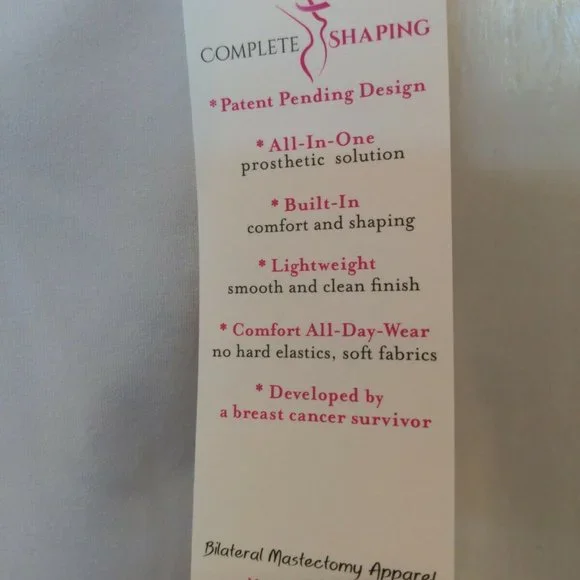 COMPLETE SHAPING
* Patent Pending Design
* All-In-One
prosthetic solution
* Built-In
comfort and shaping
* Lightweight
smooth and clean finish
* Comfort All-Day-Wear
no hard elastics, soft fabrics
* Developed by
a breast cancer survivor
Bilateral Mastectomy Apparel